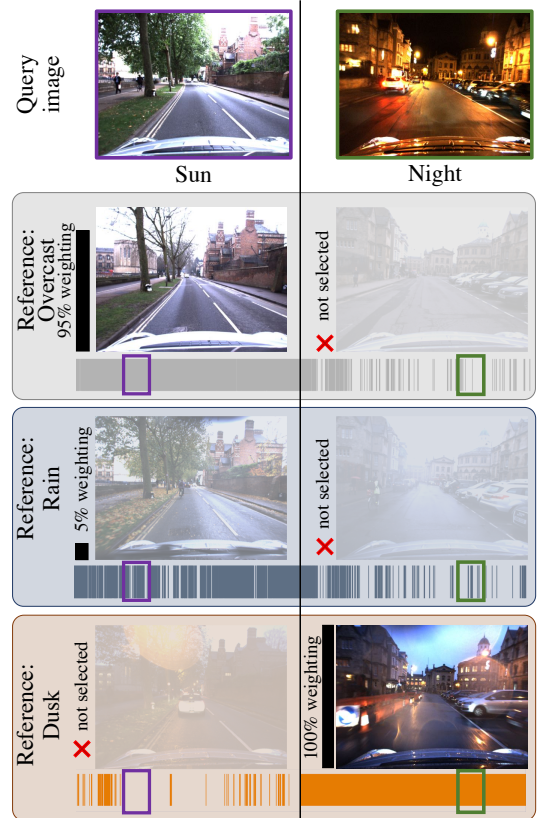 Query
image
Sun
Night
Reference:
Overcast
95% weighting
not selected
Reference:
Rain
5% weighting
not selected
Reference:
Dusk
not selected
100% weighting